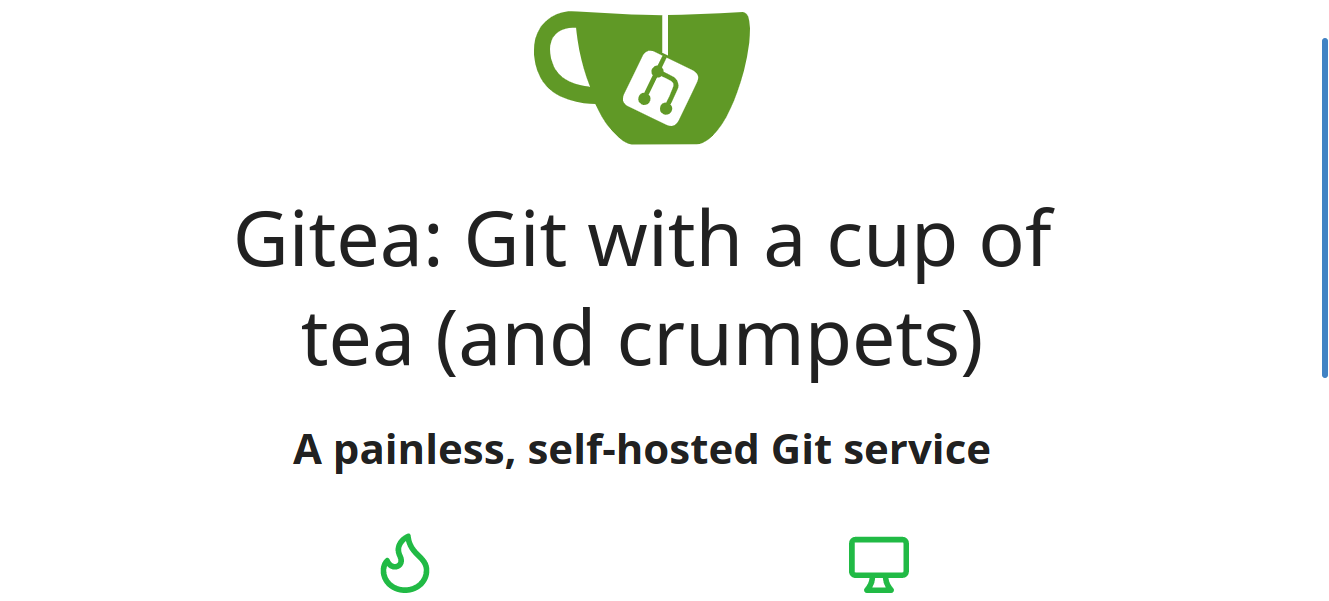 Gitea: Git with a cup of
tea (and crumpets)
A painless, self-hosted Git service